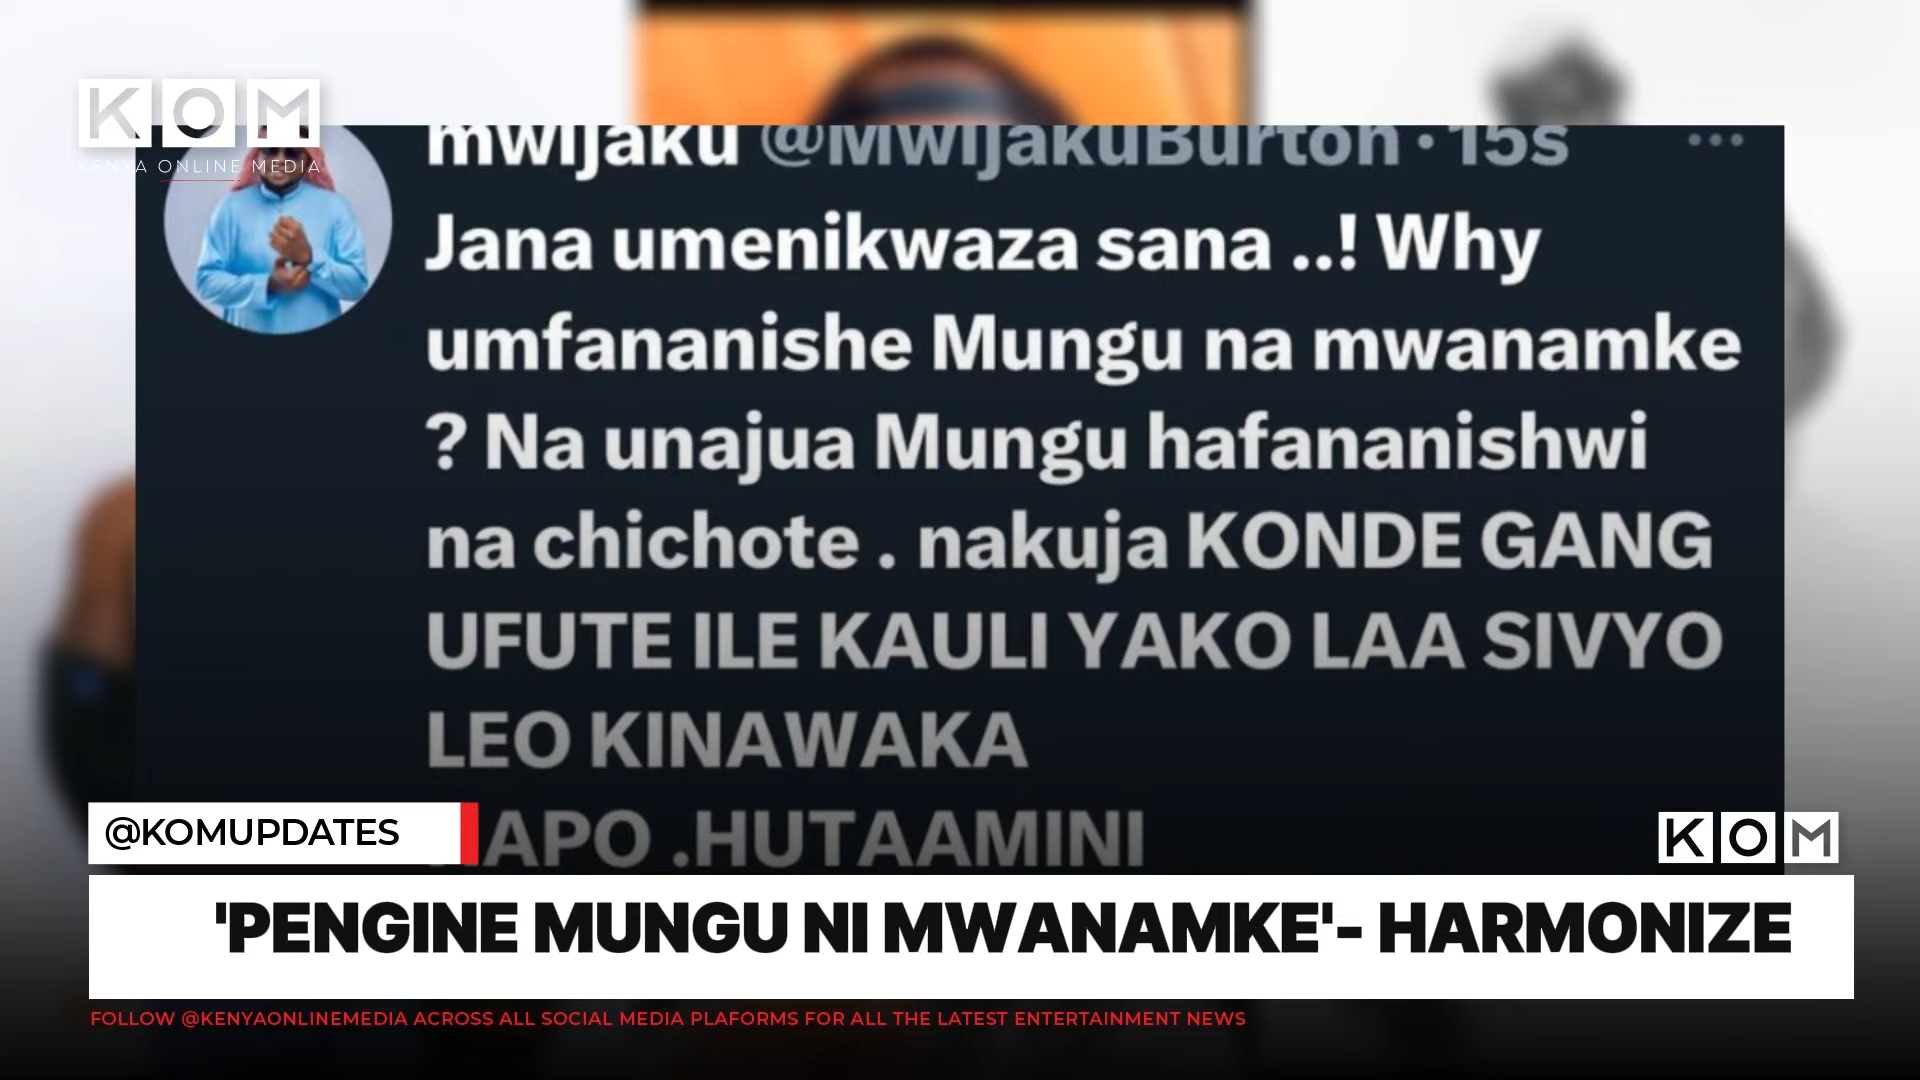 KOM
KENYA ONLINE MEDIA
mwijaku @MwijakuBurton · 15s
Jana umenikwaza sana ..! Why
umfananishe Mungu na mwanamke
? Na unajua Mungu hafananishwi
na chichote . nakuja KONDE GANG
UFUTE ILE KAULI YAKO LAA SIVYO
LEO KINAWAKA
.HUTAAMINI
@KOMUPDATES
KOM
'PENGINE MUNGU NI MWANAMKE'- HARMONIZE
FOLLOW @KENYAONLINEMEDIA ACROSS ALL SOCIAL MEDIA PLAFORMS FOR ALL THE LATEST ENTERTAINMENT NEWS